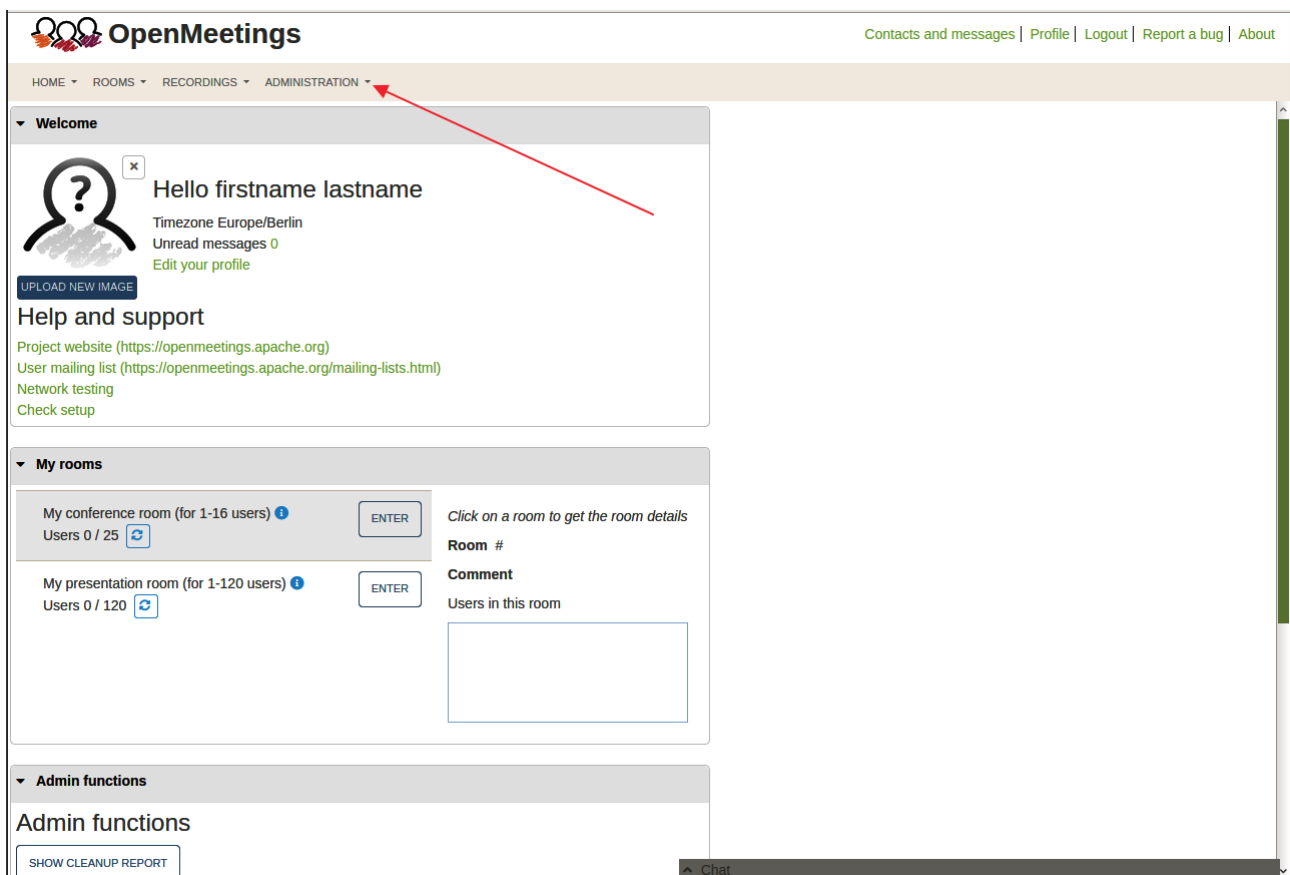 OpenMeetings
Contacts and messages | Profile | Logout | Report a bug | About
HOME ROOMS RECORDINGS ADMINISTRATION
Welcome
Hello firstname lastname
Timezone Europe/Berlin
Unread messages 0
Edit your profile
UPLOAD NEW IMAGE
Help and support
Project website (https://openmeetings.apache.org)
User mailing list (https://openmeetings.apache.org/mailing-lists.html)
Network testing
Check setup
My rooms
My conference room (for 1-16 users)
Users 0 / 25
ENTER
My presentation room (for 1-120 users)
Users 0 / 120
ENTER
Click on a room to get the room details
Room #
Comment
Users in this room
Admin functions
Admin functions
SHOW CLEANUP REPORT
Chat